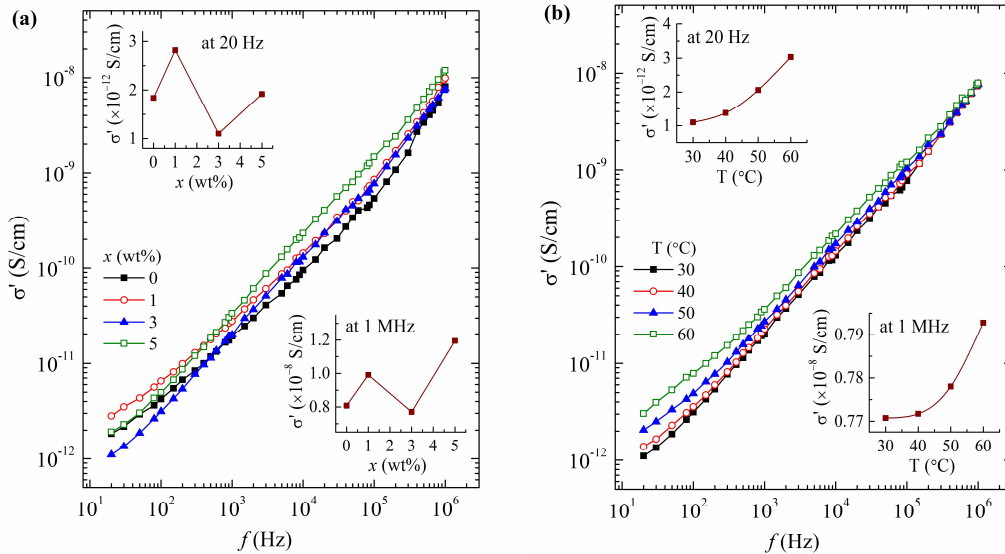 (a)
at 20 Hz
σ' (×10⁻¹² S/cm)
3
2
1
0 1 2 3 4 5
x (wt%)
10⁻⁸
10⁻⁹
10⁻¹⁰
10⁻¹¹
10⁻¹²
σ' (S/cm)
x (wt%)
0
1
3
5
at 1 MHz
σ' (×10⁻⁸ S/cm)
1.2
1.0
0.8
0 1 2 3 4 5
x (wt%)
10¹ 10² 10³ 10⁴ 10⁵ 10⁶
f (Hz)
(b)
at 20 Hz
σ' (×10⁻¹² S/cm)
4
3
2
1
30 40 50 60
T (°C)
10⁻⁸
10⁻⁹
10⁻¹⁰
10⁻¹¹
10⁻¹²
σ' (S/cm)
T (°C)
30
40
50
60
at 1 MHz
σ' (×10⁻⁸ S/cm)
0.79
0.78
0.77
30 40 50 60
T (°C)
10¹ 10² 10³ 10⁴ 10⁵ 10⁶
f (Hz)